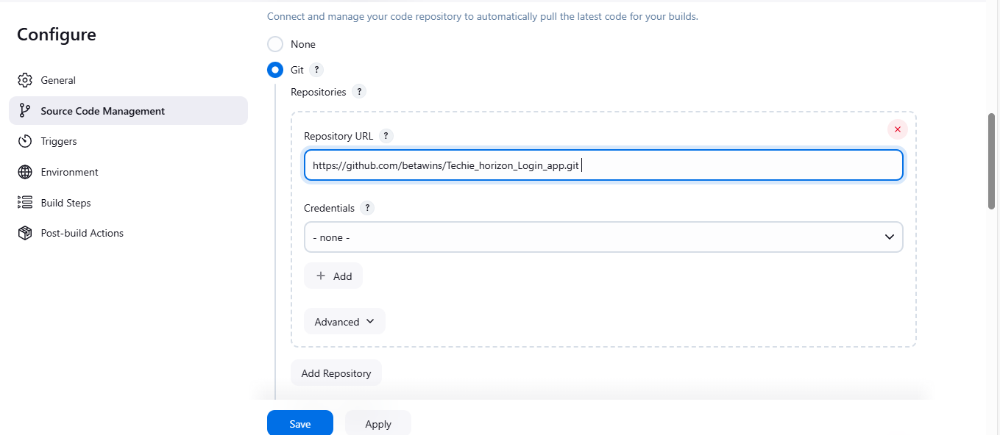 Connect and manage your code repository to automatically pull the latest code for your builds.
Configure
None
General
Git ?
Source Code Management
Repositories ?
Triggers
Repository URL ?
Environment
https://github.com/betawins/Techie_horizon_Login_app.git
Build Steps
Credentials ?
Post-build Actions
- none -
Add
Advanced
Add Repository
Save
Apply